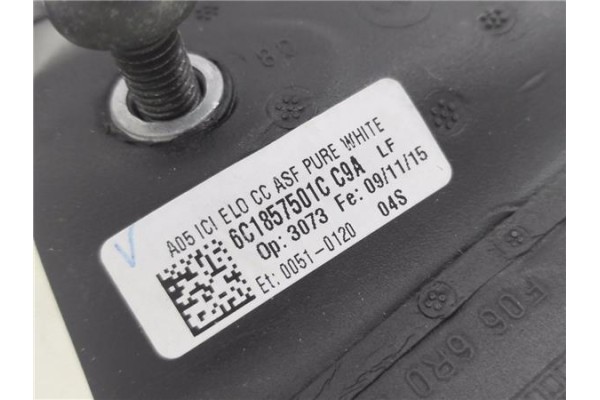 A05 ICI ELO CC ASF PURE WHITE
6C1857501C C9A LF
Op: 3073 Fe: 09/11/15
Et: 0051-0120 04S
F06 6R0